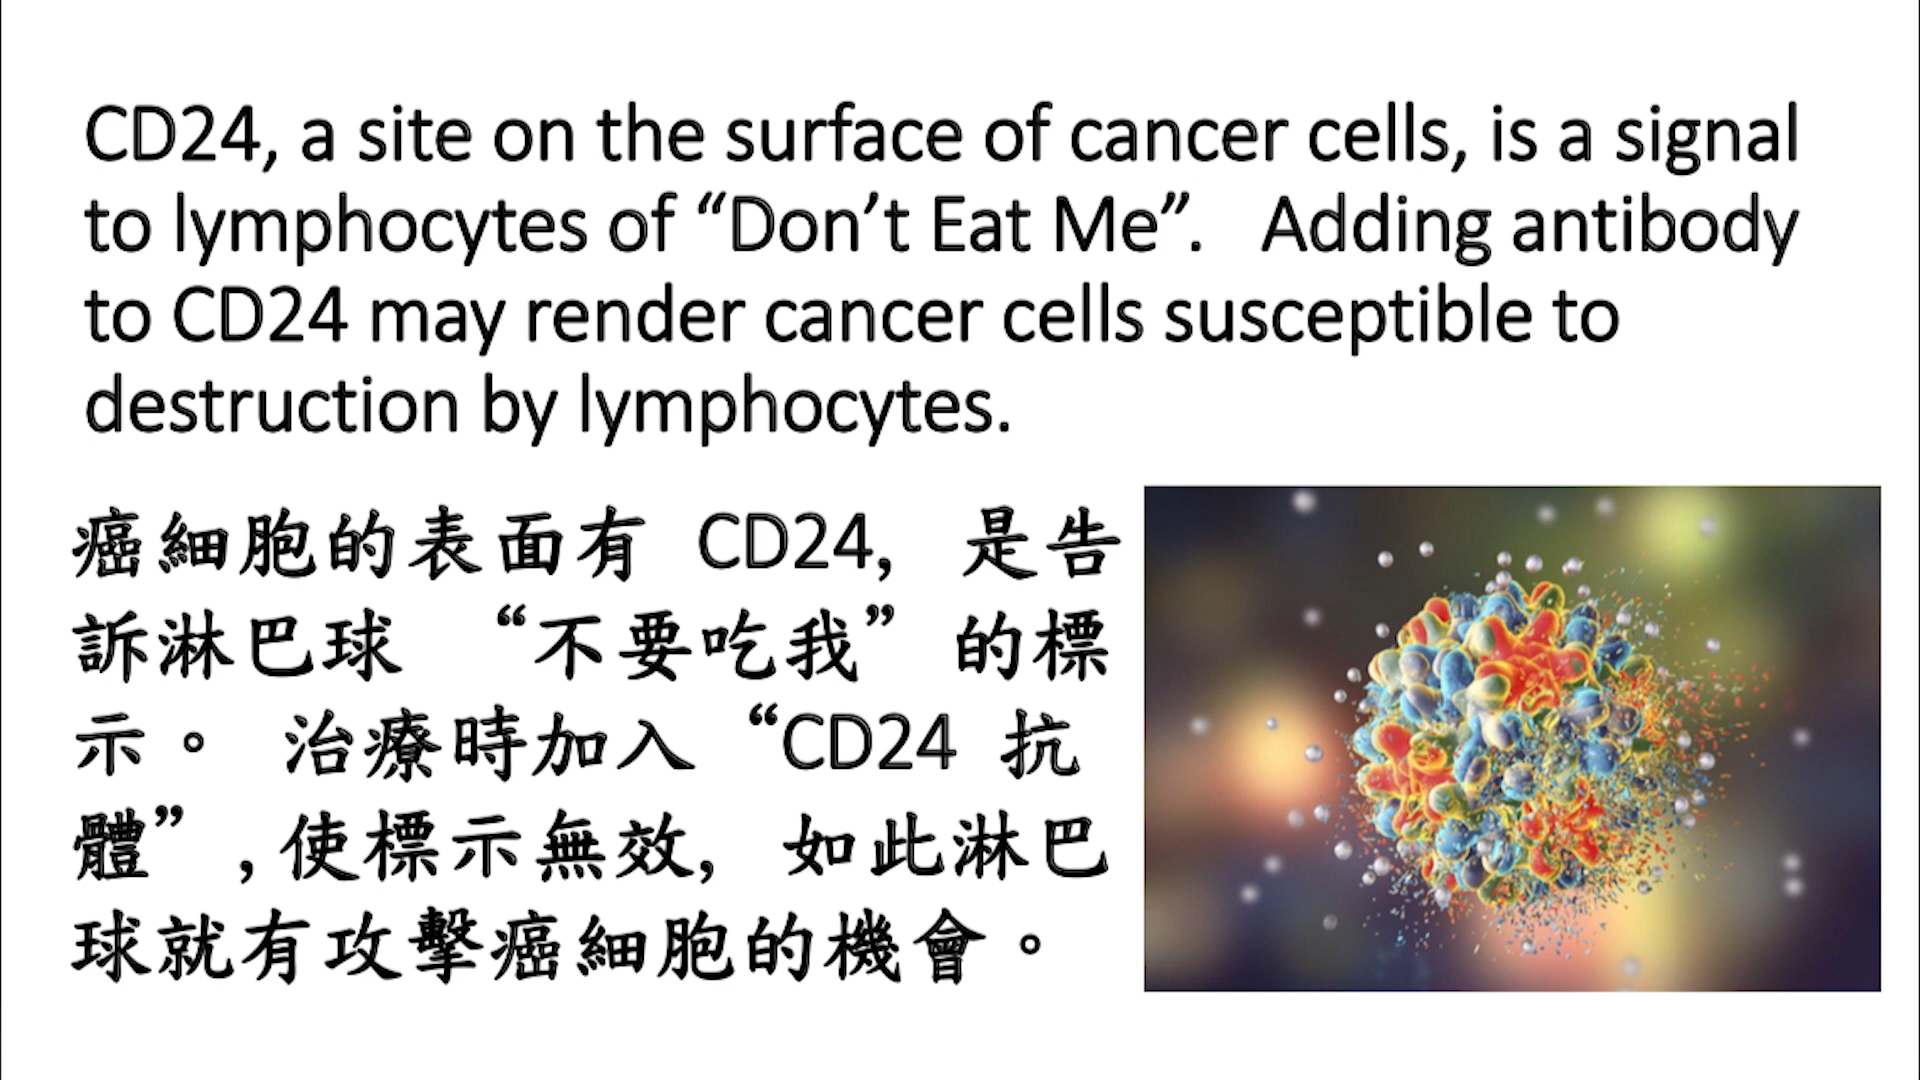 CD24, a site on the surface of cancer cells, is a signal
to lymphocytes of “Don’t Eat Me”.   Adding antibody
to CD24 may render cancer cells susceptible to
destruction by lymphocytes.
癌細胞的表面有 CD24, 是告
訴淋巴球 “不要吃我” 的標
示。 治療時加入 “CD24 抗
體” ,使標示無效, 如此淋巴
球就有攻擊癌細胞的機會。